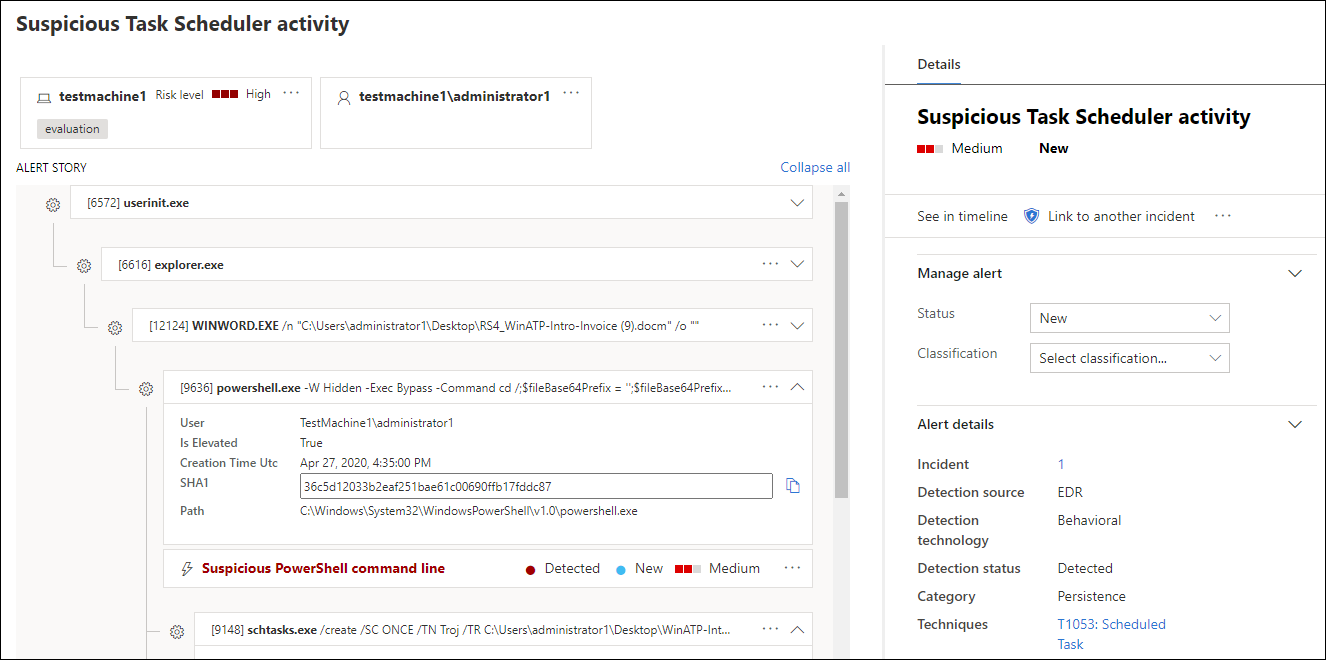 Suspicious Task Scheduler activity
testmachine1 Risk level High ...
evaluation
testmachine1\administrator1 ...
ALERT STORY
Collapse all
[6572] userinit.exe
[6616] explorer.exe ...
[12124] WINWORD.EXE /n "C:\Users\administrator1\Desktop\RS4_WinATP-Intro-Invoice (9).docm" /o "" ...
[9636] powershell.exe -W Hidden -Exec Bypass -Command cd /;$fileBase64Prefix = '';$fileBase64Prefix... ...
User TestMachine1\administrator1
Is Elevated True
Creation Time Utc Apr 27, 2020, 4:35:00 PM
SHA1 36c5d12033b2eaf251bae61c00690ffb17fddc87
Path C:\Windows\System32\WindowsPowerShell\v1.0\powershell.exe
Suspicious PowerShell command line Detected New Medium ...
[9148] schtasks.exe /create /SC ONCE /TN Troj /TR C:\Users\administrator1\Desktop\WinATP-Int... ...
Details
Suspicious Task Scheduler activity
Medium New
See in timeline Link to another incident ...
Manage alert
Status New
Classification Select classification...
Alert details
Incident 1
Detection source EDR
Detection Behavioral
technology
Detection status Detected
Category Persistence
Techniques T1053: Scheduled
Task